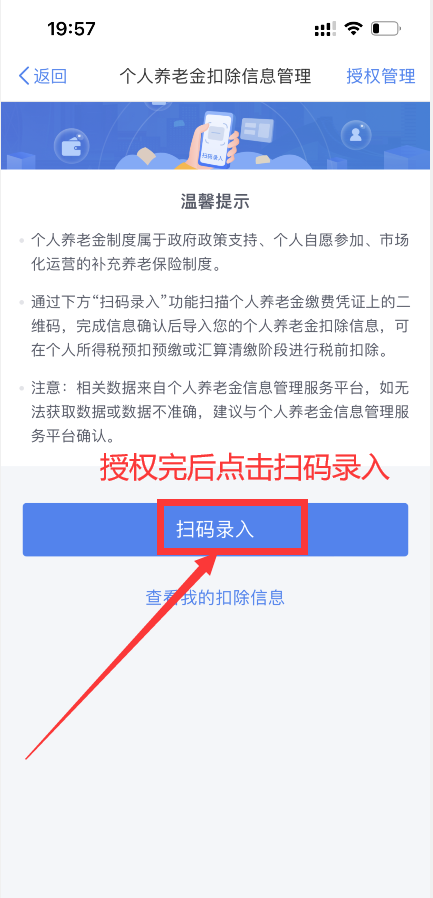 19:57
返回
个人养老金扣除信息管理
授权管理
扫码录入
温馨提示
个人养老金制度属于政府政策支持、个人自愿参加、市场
化运营的补充养老保险制度。
通过下方“扫码录入”功能扫描个人养老金缴费凭证上的二
维码，完成信息确认后导入您的个人养老金扣除信息，可
在个人所得税预扣预缴或汇算清缴阶段进行税前扣除。
注意：相关数据来自个人养老金信息管理服务平台，如无
法获取数据或数据不准确，建议与个人养老金信息管理服
务平台确认。
授权完后点击扫码录入
扫码录入
查看我的扣除信息